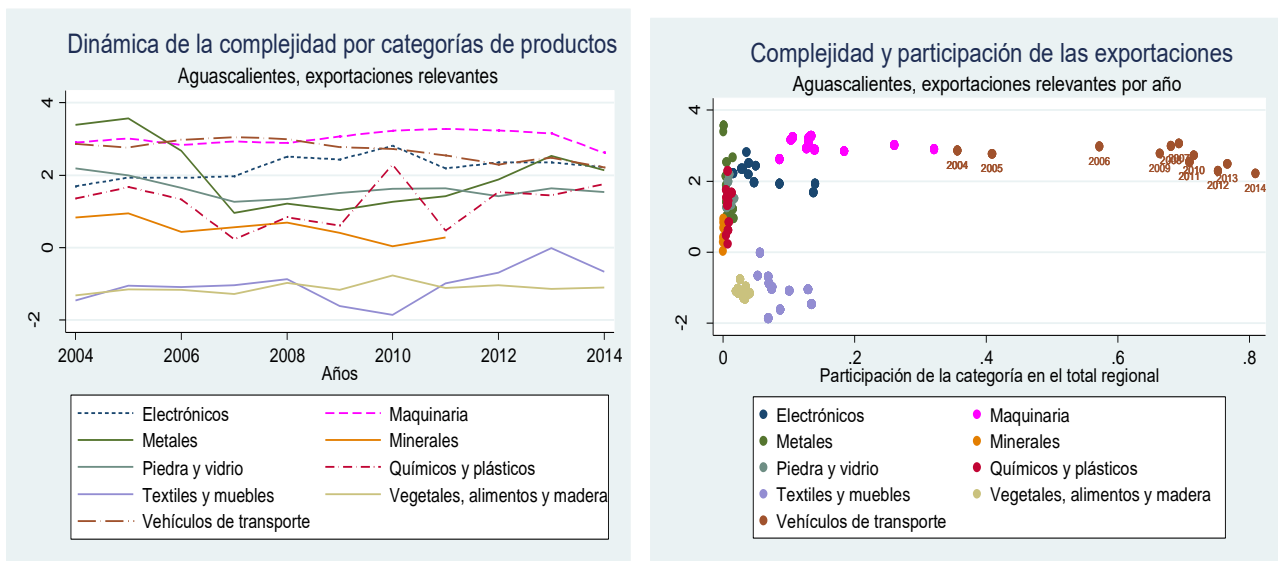 Dinámica de la complejidad por categorías de productos
Aguascalientes, exportaciones relevantes
4
2
0
-2
2004 2006 2008 2010 2012 2014
Años
Electrónicos Maquinaria
Metales Minerales
Piedra y vidrio Químicos y plásticos
Textiles y muebles Vegetales, alimentos y madera
Vehículos de transporte
Complejidad y participación de las exportaciones
Aguascalientes, exportaciones relevantes por año
4
2
0
-2
2004 2005 2006 2009 2008 2007 2010 2011 2012 2013 2014
0 .2 .4 .6 .8
Participación de la categoría en el total regional
Electrónicos Maquinaria
Metales Minerales
Piedra y vidrio Químicos y plásticos
Textiles y muebles Vegetales, alimentos y madera
Vehículos de transporte